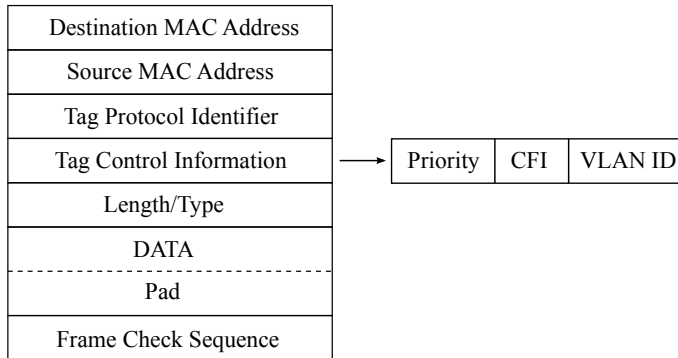 Destination MAC Address
Source MAC Address
Tag Protocol Identifier
Tag Control Information
Priority CFI VLAN ID
Length/Type
DATA
Pad
Frame Check Sequence